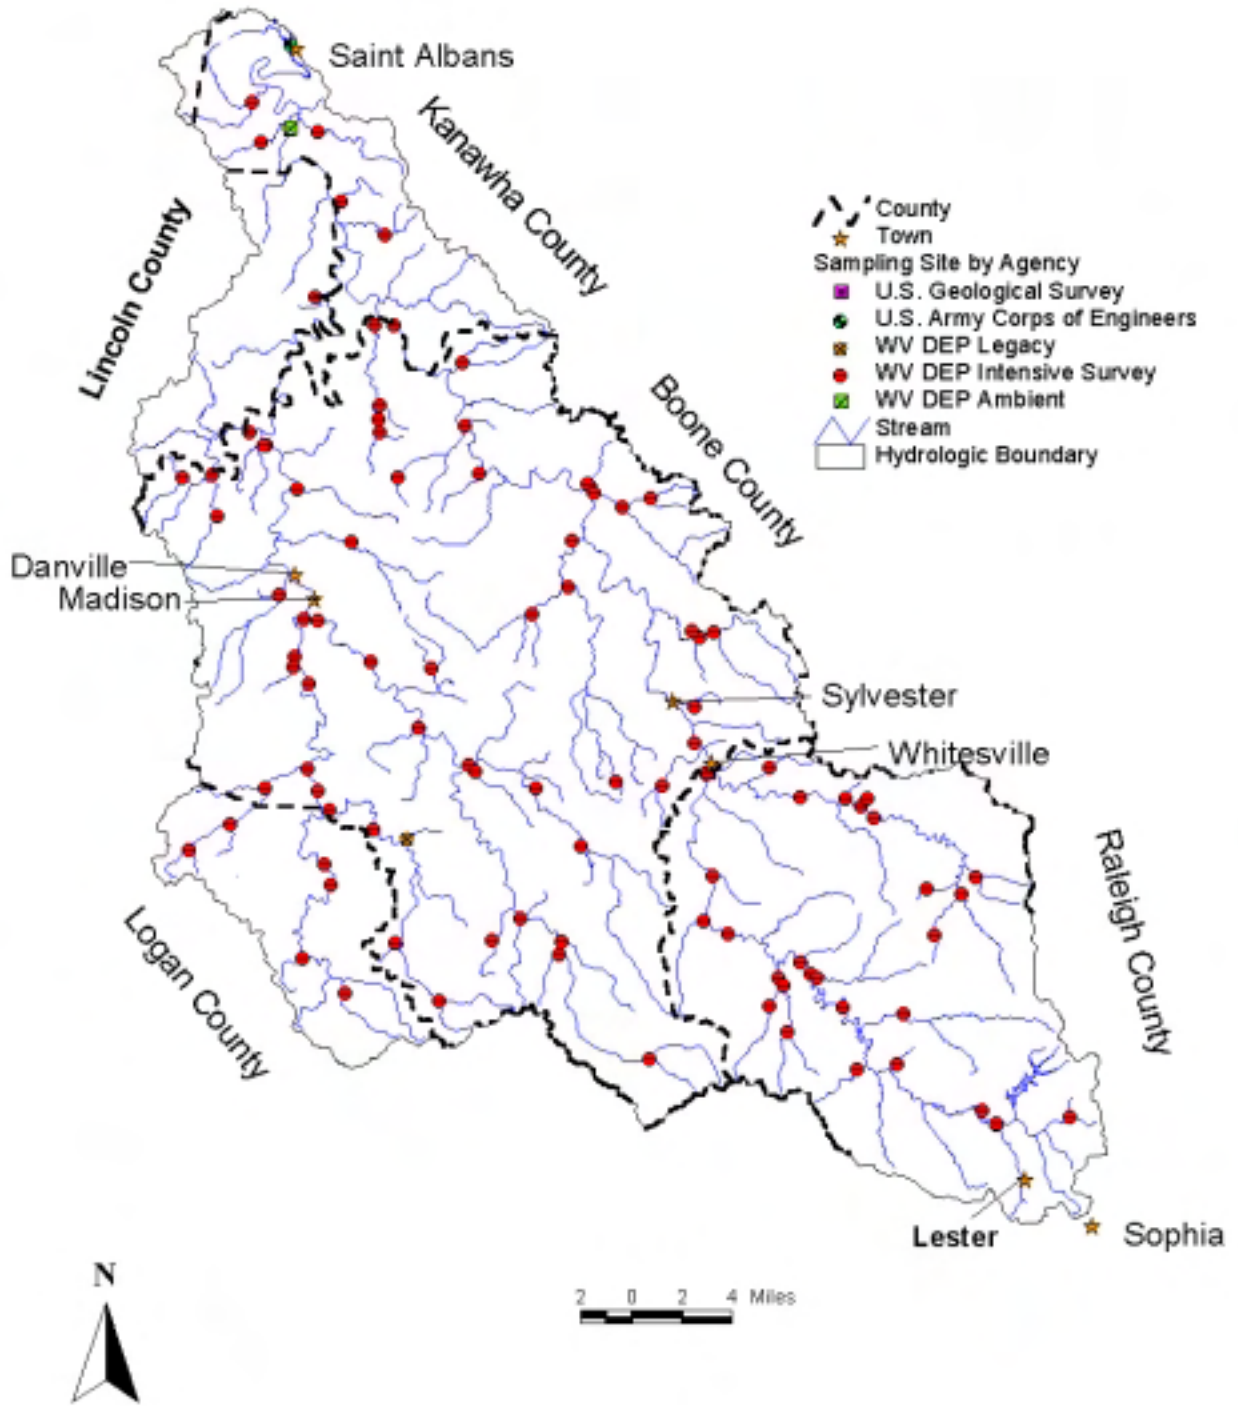 Saint Albans
Kanawha County
Lincoln County
County
Town
Sampling Site by Agency
U.S. Geological Survey
U.S. Army Corps of Engineers
WV DEP Legacy
WV DEP Intensive Survey
WV DEP Ambient
Stream
Hydrologic Boundary
Boone County
Danville
Madison
Sylvester
Whitesville
Raleigh County
Logan County
Lester
Sophia
N
2 0 2 4 Miles